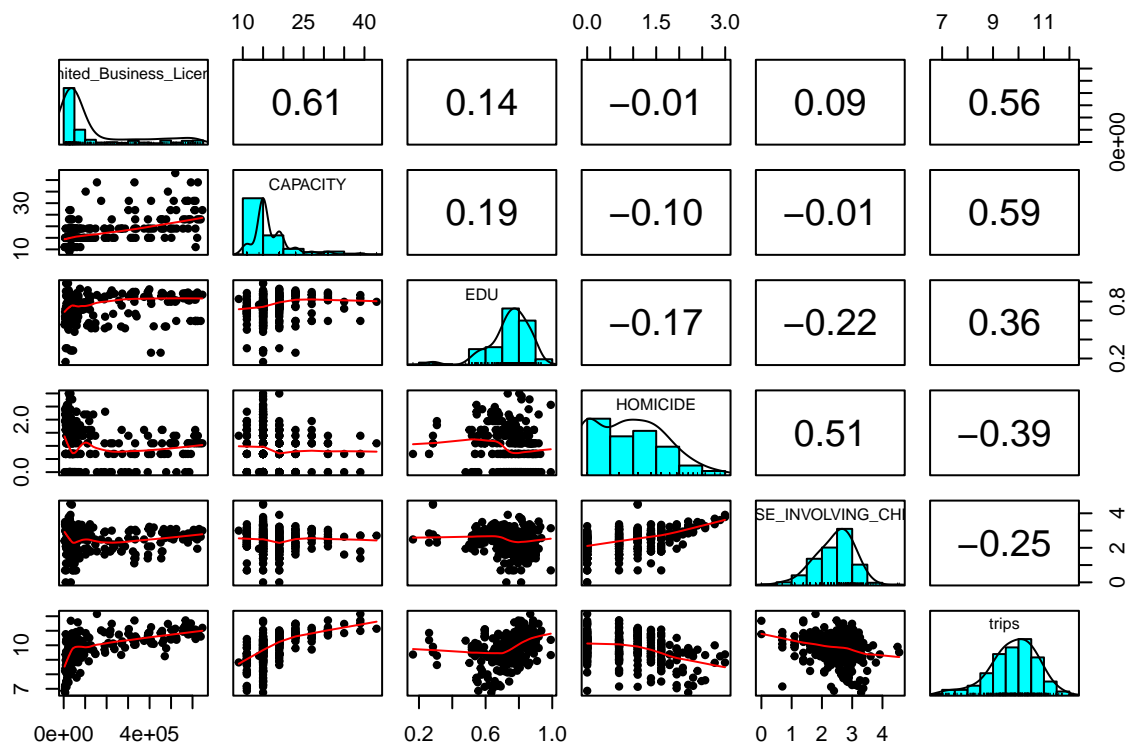 10 25 40 0.0 1.5 3.0 7 9 11
nited_Business_Licen
0.61 0.14 −0.01 0.09 0.56
0e+00
CAPACITY
10 30
0.19 −0.10 −0.01 0.59
EDU
−0.17 −0.22 0.36
0.2 0.8
HOMICIDE
0.0 2.0
0.51 −0.39
SE_INVOLVING_CHI
−0.25
0 2 4
trips
7 10
0e+00 4e+05 0.2 0.6 1.0 0 1 2 3 4